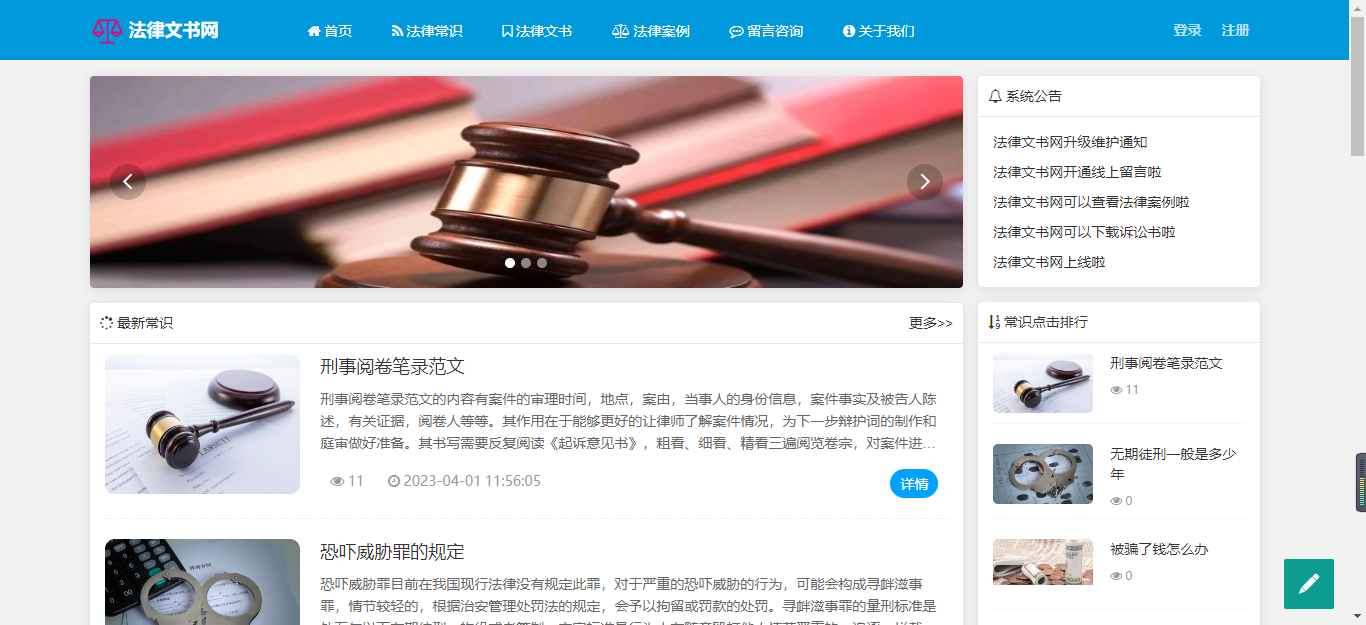 法律文书网
首页
法律常识
法律文书
法律案例
留言咨询
关于我们
登录
注册
系统公告
法律文书网升级维护通知
法律文书网开通线上留言啦
法律文书网可以查看法律案例啦
法律文书网可以下载诉讼书啦
法律文书网上线啦
最新常识
更多>>
刑事阅卷笔录范文
刑事阅卷笔录范文的内容有案件的审理时间，地点，案由，当事人的身份信息，案件事实及被告人陈
述，有关证据，阅卷人等等。其作用在于能够更好的让律师了解案件情况，为下一步辩护词的制作和
庭审做好准备。其书写需要反复阅读《起诉意见书》，粗看、细看、精看三遍阅览卷宗，对案件进…
11
2023-04-01 11:56:05
详情
恐吓威胁罪的规定
恐吓威胁罪目前在我国现行法律没有规定此罪，对于严重的恐吓威胁的行为，可能会构成寻衅滋事
罪，情节较轻的，根据治安管理处罚法的规定，会予以拘留或罚款的处罚。寻衅滋事罪的量刑标准是
常识点击排行
刑事阅卷笔录范文
11
无期徒刑一般是多少
年
0
被骗了钱怎么办
0